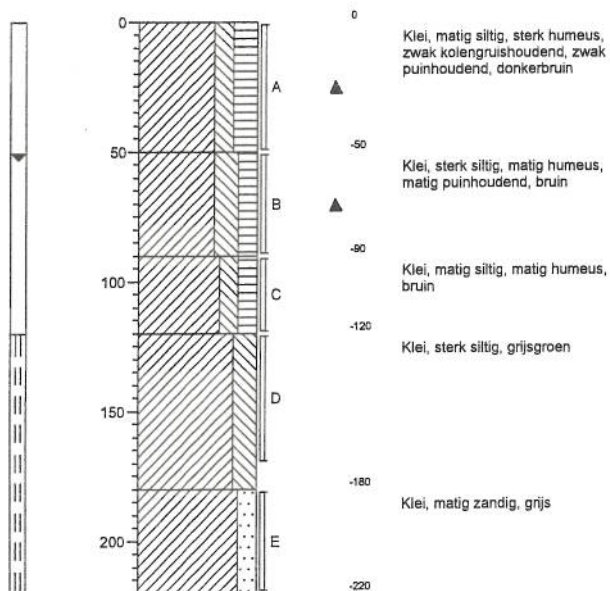 0
0
Klei, matig siltig, sterk humeus,
zwak kolengruishoudend, zwak
puinhoudend, donkerbruin
A
50
-50
Klei, sterk siltig, matig humeus,
matig puinhoudend, bruin
B
-90
Klei, matig siltig, matig humeus,
bruin
100
C
-120
Klei, sterk siltig, grijsgroen
D
150
-180
Klei, matig zandig, grijs
200
E
-220